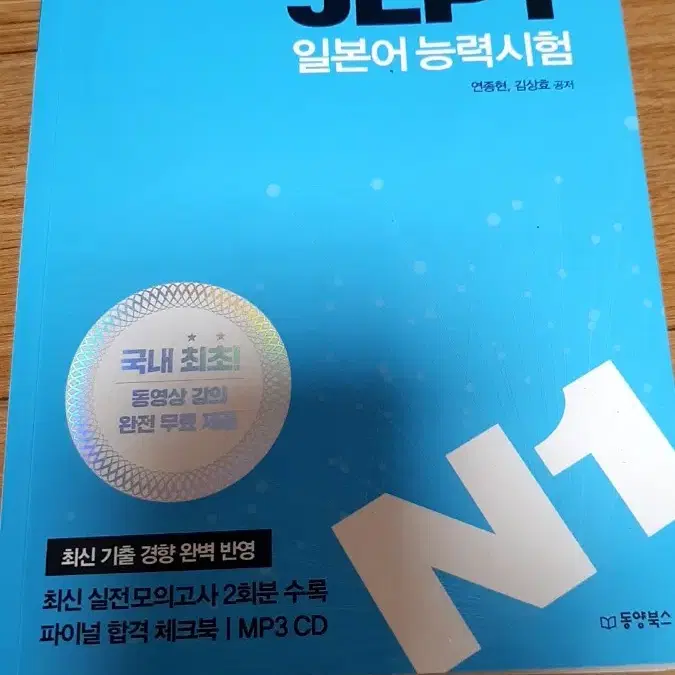 JLPT
일본어 능력시험
연종현, 김상효 공저
국내 최초!
동영상 강의
완전 무료 제공
N1
최신 기출 경향 완벽 반영
최신 실전모의고사 2회분 수록
파이널 합격 체크북 | MP3 CD
동양북스